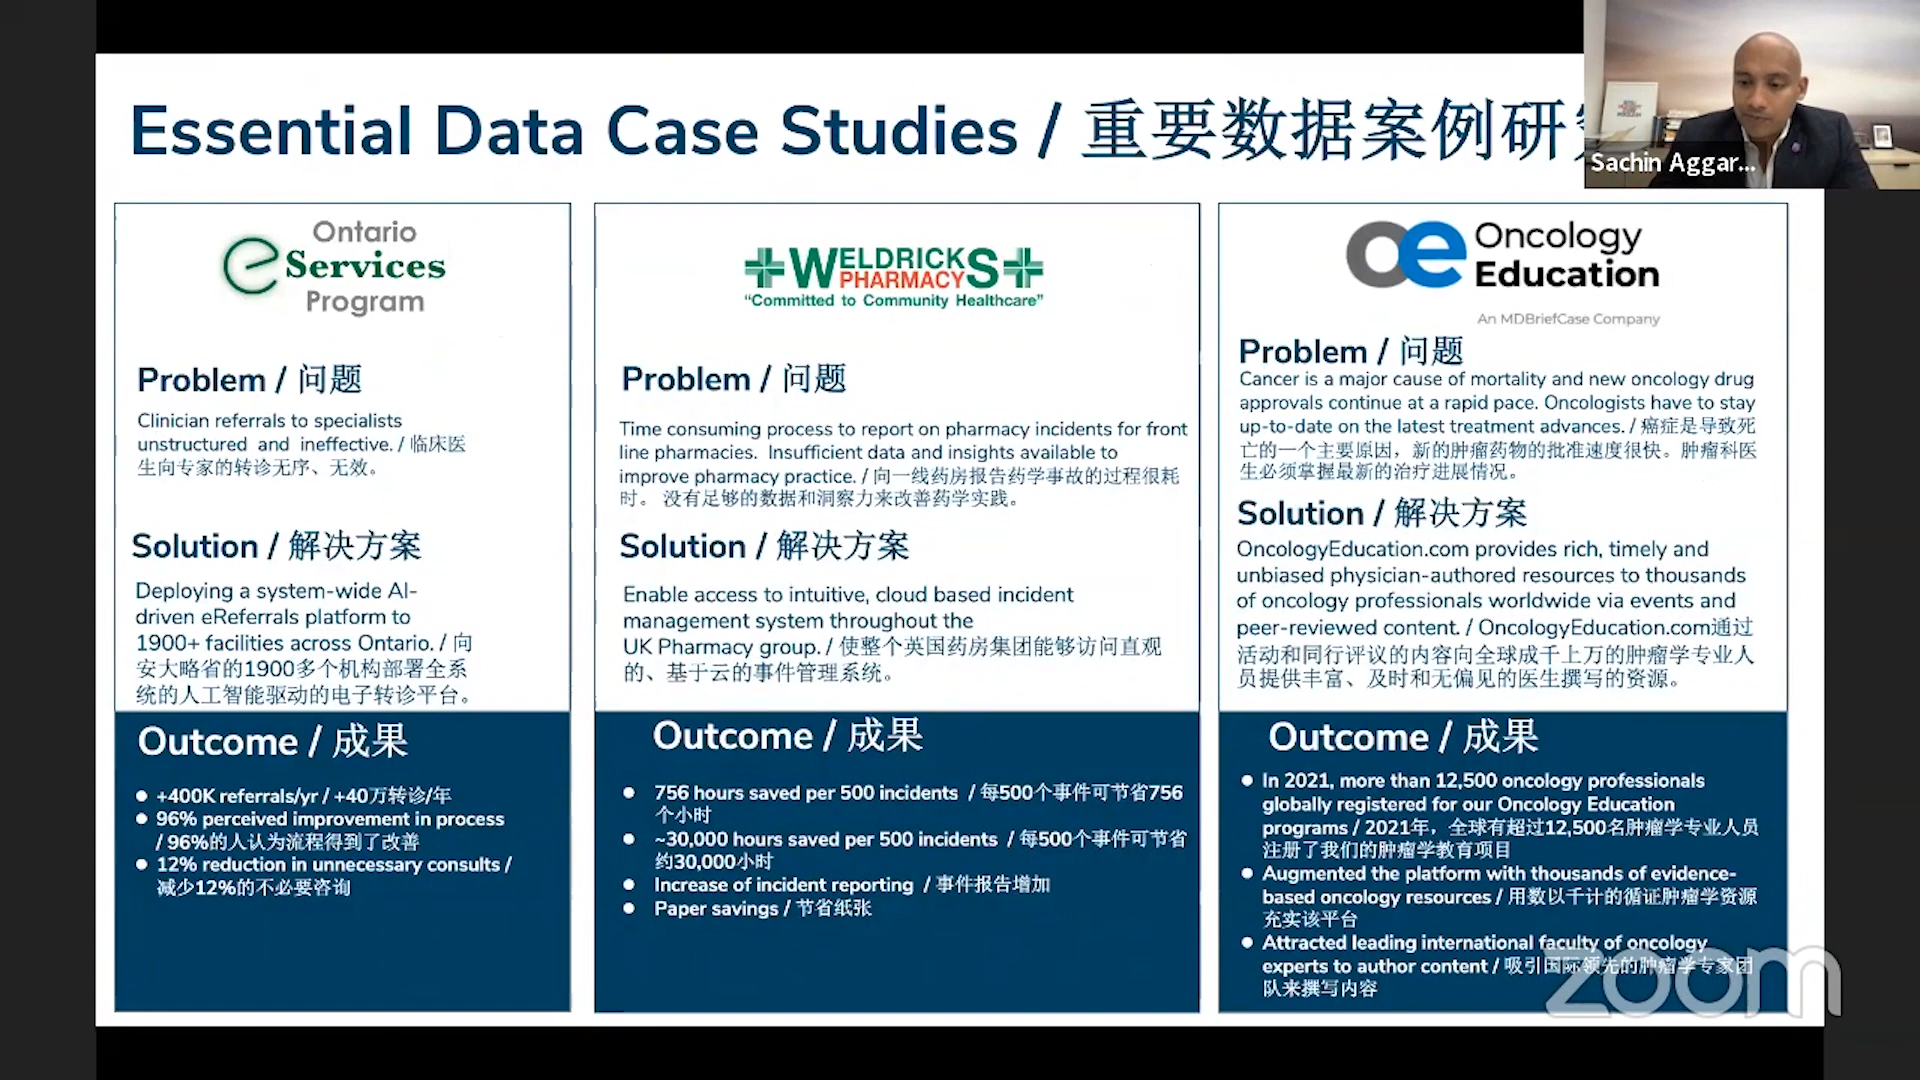 Essential Data Case Studies / 重要数据案例研
Sachin Aggar...
Ontario
eServices
Program
Problem / 问题
Clinician referrals to specialists
unstructured and ineffective. / 临床医
生向专家的转诊无序、无效。
Solution / 解决方案
Deploying a system-wide AI-
driven eReferrals platform to
1900+ facilities across Ontario. / 向
安大略省的1900多个机构部署全系
统的人工智能驱动的电子转诊平台。
Outcome / 成果
+400K referrals/yr / +40万转诊/年
96% perceived improvement in process
/ 96%的人认为流程得到了改善
12% reduction in unnecessary consults /
减少12%的不必要咨询
WELDRICKS
PHARMACY
"Committed to Community Healthcare"
Problem / 问题
Time consuming process to report on pharmacy incidents for front
line pharmacies. Insufficient data and insights available to
improve pharmacy practice. / 向一线药房报告药学事故的过程很耗
时。 没有足够的数据和洞察力来改善药学实践。
Solution / 解决方案
Enable access to intuitive, cloud based incident
management system throughout the
UK Pharmacy group. / 使整个英国药房集团能够访问直观
的、基于云的事件管理系统。
Outcome / 成果
756 hours saved per 500 incidents / 每500个事件可节省756
个小时
~30,000 hours saved per 500 incidents / 每500个事件可节省
约30,000小时
Increase of incident reporting / 事件报告增加
Paper savings / 节省纸张
oe Oncology
Education
An MDBriefCase Company
Problem / 问题
Cancer is a major cause of mortality and new oncology drug
approvals continue at a rapid pace. Oncologists have to stay
up-to-date on the latest treatment advances. / 癌症是导致死
亡的一个主要原因，新的肿瘤药物的批准速度很快。肿瘤科医
生必须掌握最新的治疗进展情况。
Solution / 解决方案
OncologyEducation.com provides rich, timely and
unbiased physician-authored resources to thousands
of oncology professionals worldwide via events and
peer-reviewed content. / OncologyEducation.com通过
活动和同行评议的内容向全球成千上万的肿瘤学专业人
员提供丰富、及时和无偏见的医生撰写的资源。
Outcome / 成果
In 2021, more than 12,500 oncology professionals
globally registered for our Oncology Education
programs / 2021年，全球有超过12,500名肿瘤学专业人员
注册了我们的肿瘤学教育项目
Augmented the platform with thousands of evidence-
based oncology resources / 用数以千计的循证肿瘤学资源
充实该平台
Attracted leading international faculty of oncology
experts to author content / 吸引国际领先的肿瘤学专家团
队来撰写内容
zoom